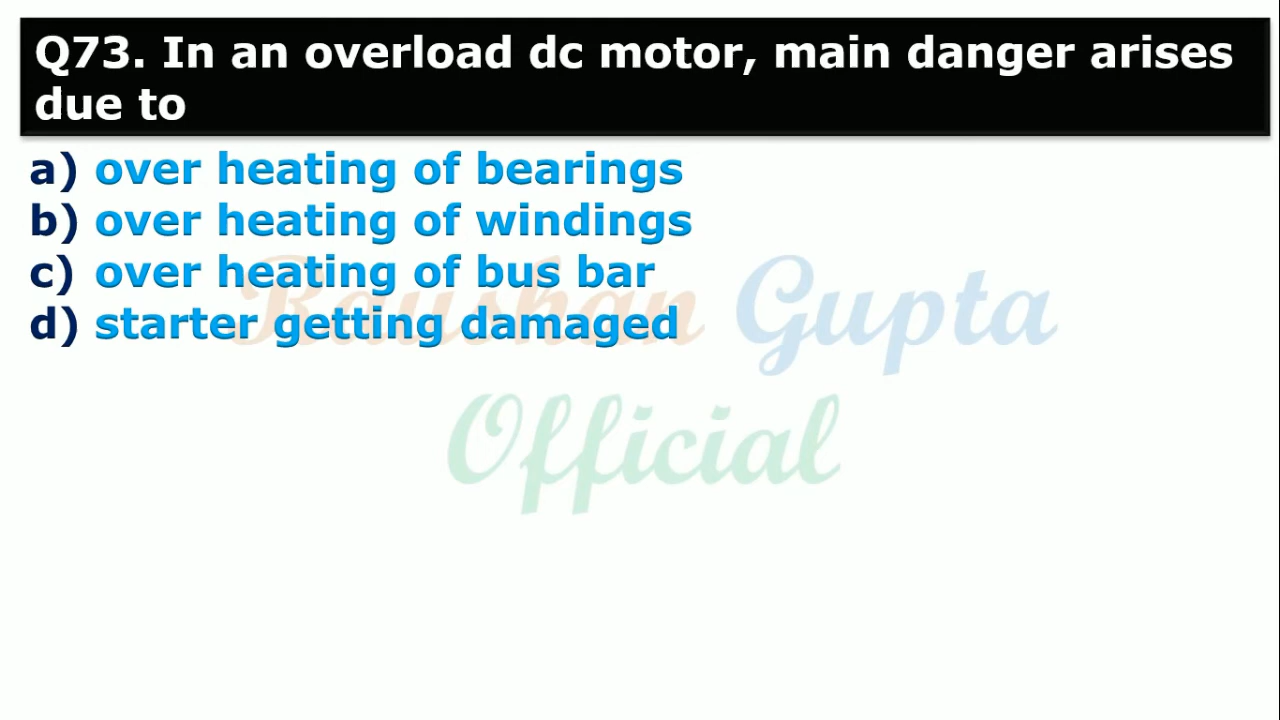 Q73. In an overload dc motor, main danger arises
due to
a) over heating of bearings
b) over heating of windings
c) over heating of bus bar
d) starter getting damaged
Raushan Gupta
Official